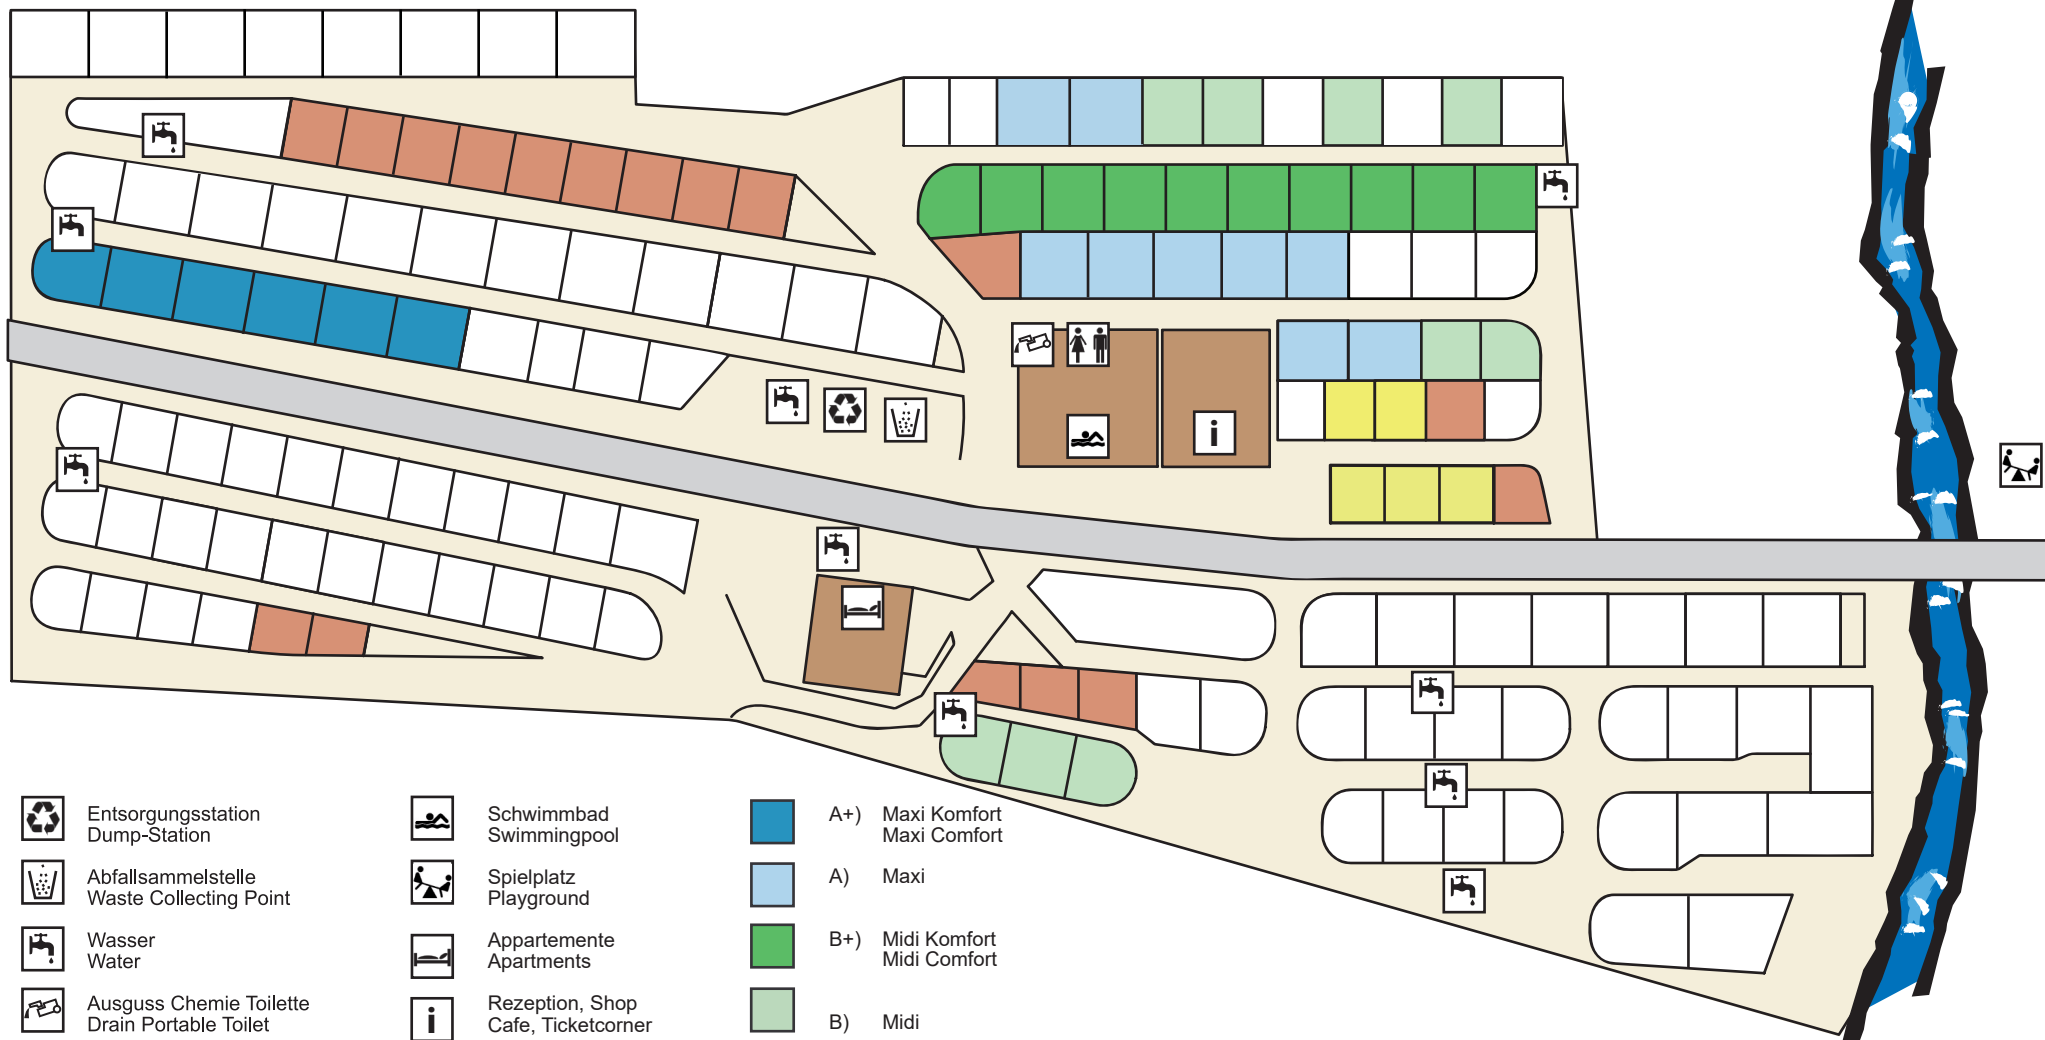 Entsorgungsstation
Dump-Station
Abfallsammelstelle
Waste Collecting Point
Wasser
Water
Ausguss Chemie Toilette
Drain Portable Toilet
Schwimmbad
Swimmingpool
Spielplatz
Playground
Appartemente
Apartments
Rezeption, Shop
Cafe, Ticketcorner
A+) Maxi Komfort
Maxi Comfort
A) Maxi
B+) Midi Komfort
Midi Comfort
B) Midi